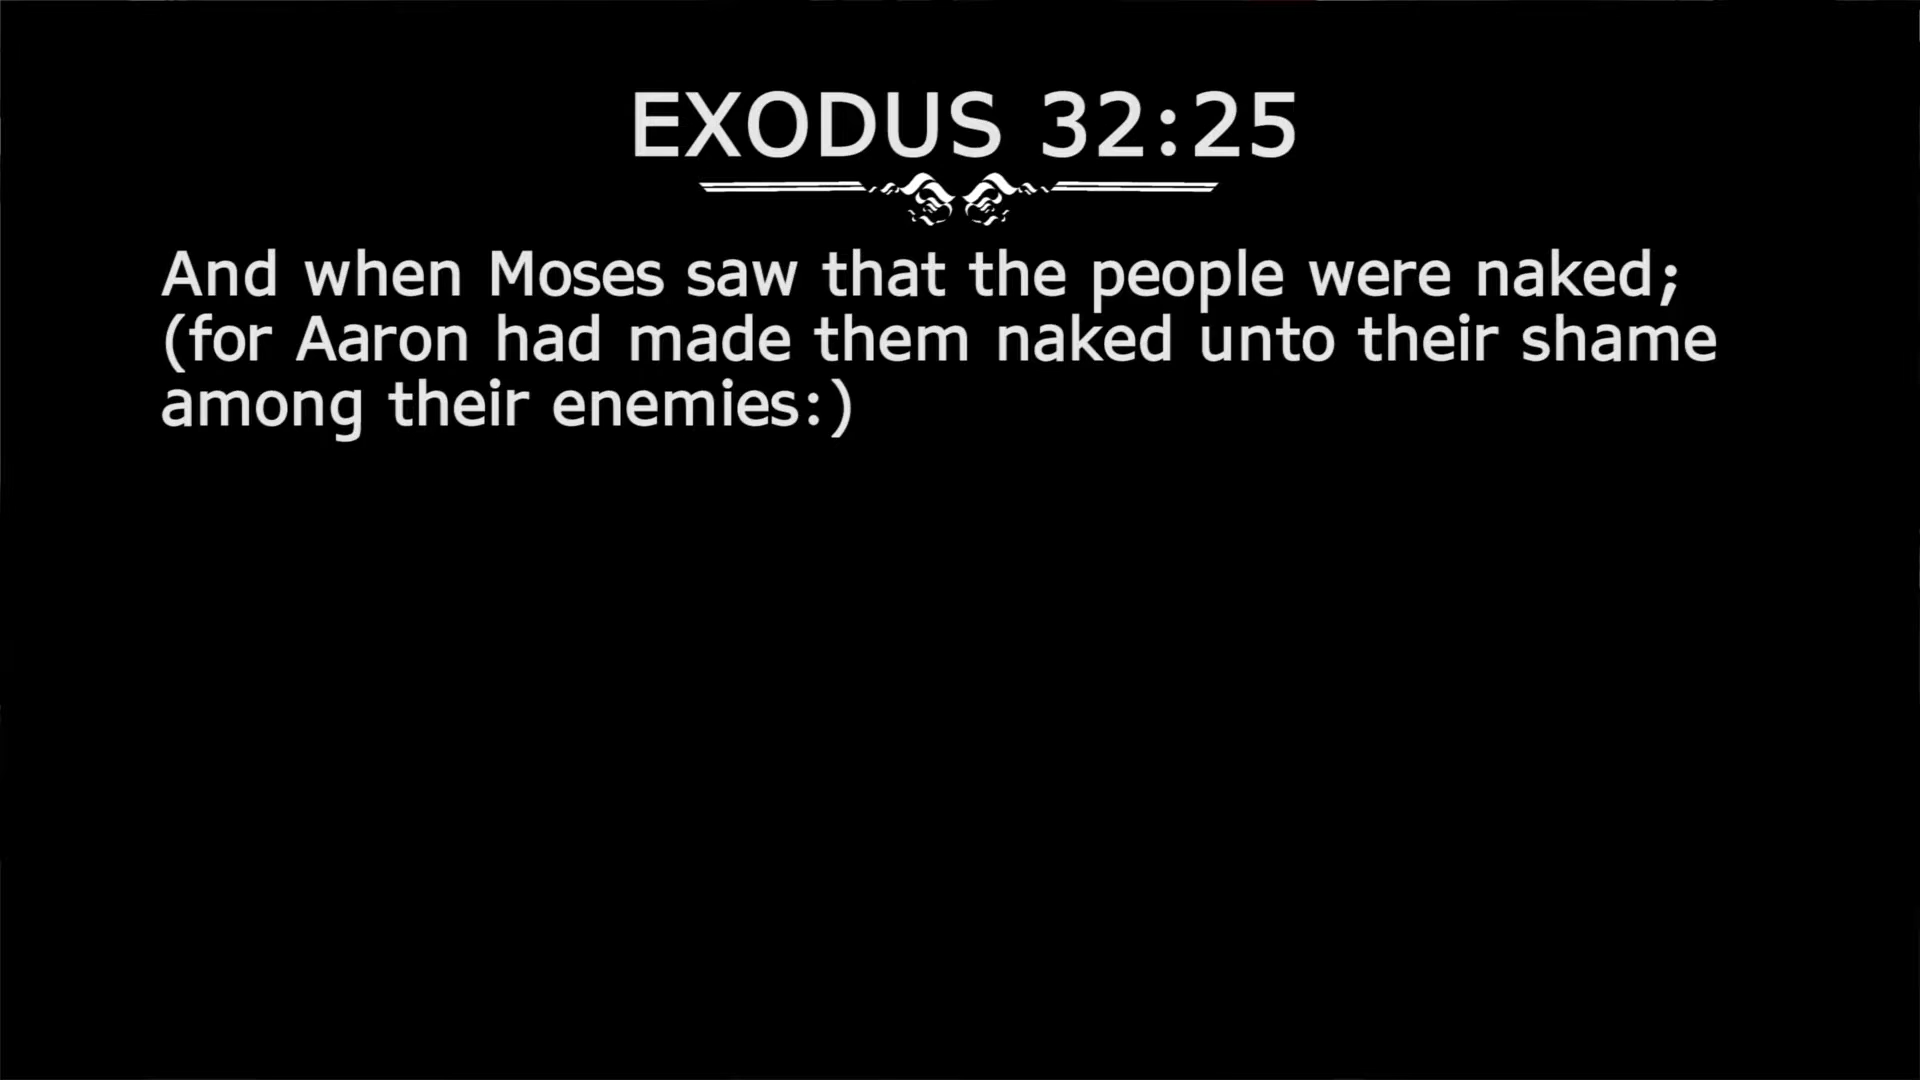 EXODUS 32:25
And when Moses saw that the people were naked;
(for Aaron had made them naked unto their shame
among their enemies:)